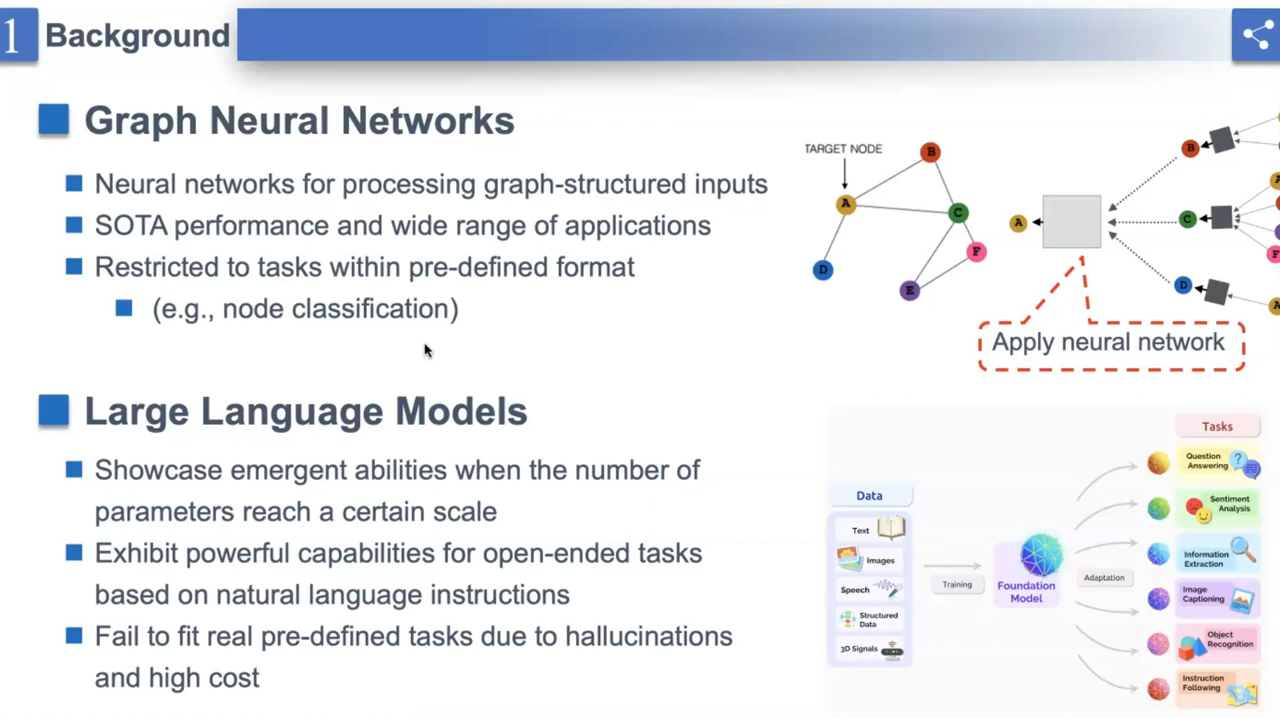 1 Background
Graph Neural Networks
Neural networks for processing graph-structured inputs
SOTA performance and wide range of applications
Restricted to tasks within pre-defined format
(e.g., node classification)
TARGET NODE
B
A
C
F
E
D
A
B
C
D
A
A
F
A
Apply neural network
Large Language Models
Showcase emergent abilities when the number of
parameters reach a certain scale
Exhibit powerful capabilities for open-ended tasks
based on natural language instructions
Fail to fit real pre-defined tasks due to hallucinations
and high cost
Data
Text
Images
Speech
Structured
Data
3D Signals
Training
Foundation
Model
Adaptation
Tasks
Question
Answering
Sentiment
Analysis
Information
Extraction
Image
Captioning
Object
Recognition
Instruction
Following